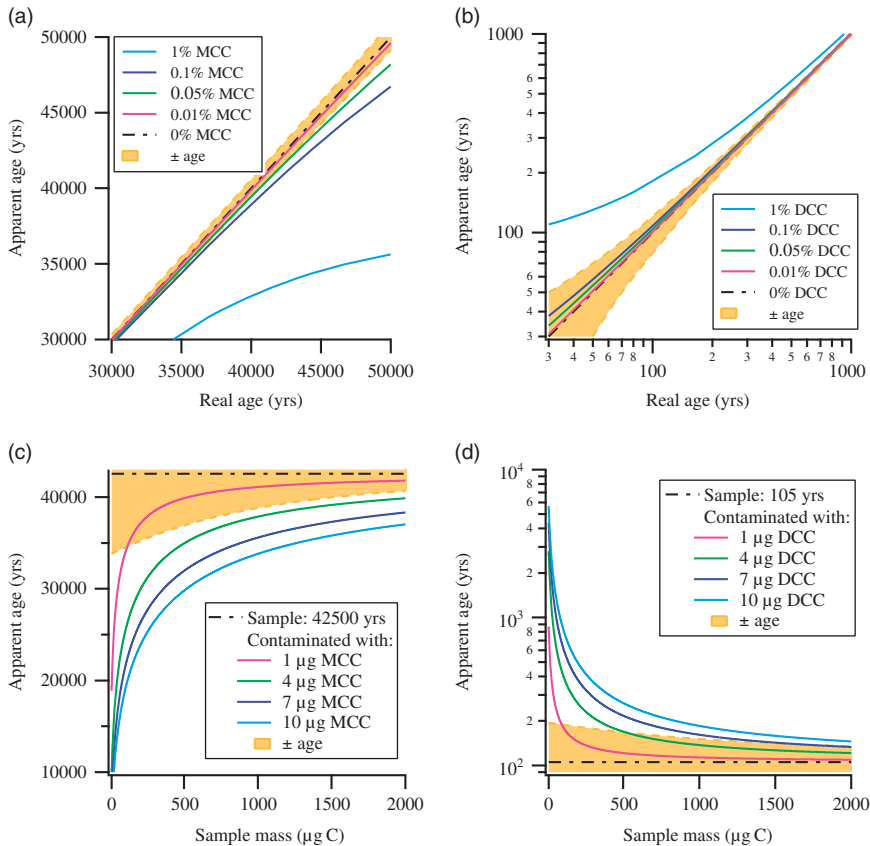 (a)
50000
45000
40000
35000
30000
Apparent age (yrs)
1% MCC
0.1% MCC
0.05% MCC
0.01% MCC
0% MCC
± age
30000 35000 40000 45000 50000
Real age (yrs)
(b)
1000
8
6
5
4
3
2
100
8
6
5
4
3
Apparent age (yrs)
1% DCC
0.1% DCC
0.05% DCC
0.01% DCC
0% DCC
± age
3 4 5 6 7 8 100 2 3 4 5 6 7 8 1000
Real age (yrs)
(c)
40000
30000
20000
10000
Apparent age (yrs)
Sample: 42500 yrs
Contaminated with:
1 µg MCC
4 µg MCC
7 µg MCC
10 µg MCC
± age
0 500 1000 1500 2000
Sample mass (µg C)
(d)
10⁴
8
6
4
2
10³
8
6
4
2
10²
Apparent age (yrs)
Sample: 105 yrs
Contaminated with:
1 µg DCC
4 µg DCC
7 µg DCC
10 µg DCC
± age
0 500 1000 1500 2000
Sample mass (µg C)